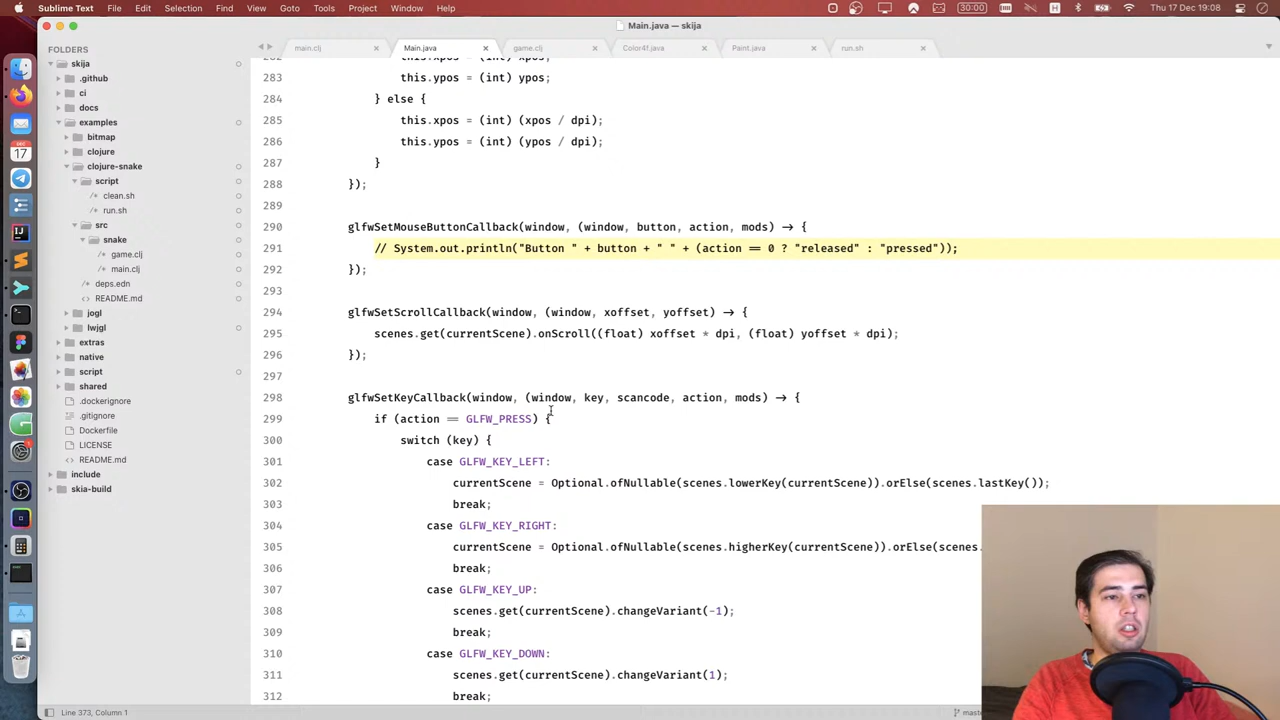 Sublime Text File Edit Selection Find View Goto Tools Project Window Help 30:00 Thu 17 Dec 19:08
Main.java — skija
FOLDERS
skija
.github
ci
docs
examples
bitmap
clojure
clojure-snake
script
clean.sh
run.sh
src
snake
game.clj
main.clj
deps.edn
README.md
jogl
lwjgl
extras
native
script
shared
.dockerignore
.gitignore
Dockerfile
LICENSE
README.md
include
skia-build
main.clj Main.java game.clj Color4f.java Paint.java run.sh
282 this.xpos = (int) xpos;
283 this.ypos = (int) ypos;
284 } else {
285 this.xpos = (int) (xpos / dpi);
286 this.ypos = (int) (ypos / dpi);
287 }
288 });
289
290 glfwSetMouseButtonCallback(window, (window, button, action, mods) -> {
291 // System.out.println("Button " + button + " " + (action == 0 ? "released" : "pressed"));
292 });
293
294 glfwSetScrollCallback(window, (window, xoffset, yoffset) -> {
295 scenes.get(currentScene).onScroll((float) xoffset * dpi, (float) yoffset * dpi);
296 });
297
298 glfwSetKeyCallback(window, (window, key, scancode, action, mods) -> {
299 if (action == GLFW_PRESS) {
300 switch (key) {
301 case GLFW_KEY_LEFT:
302 currentScene = Optional.ofNullable(scenes.lowerKey(currentScene)).orElse(scenes.lastKey());
303 break;
304 case GLFW_KEY_RIGHT:
305 currentScene = Optional.ofNullable(scenes.higherKey(currentScene)).orElse(scenes.
306 break;
307 case GLFW_KEY_UP:
308 scenes.get(currentScene).changeVariant(-1);
309 break;
310 case GLFW_KEY_DOWN:
311 scenes.get(currentScene).changeVariant(1);
312 break;
Line 373, Column 1